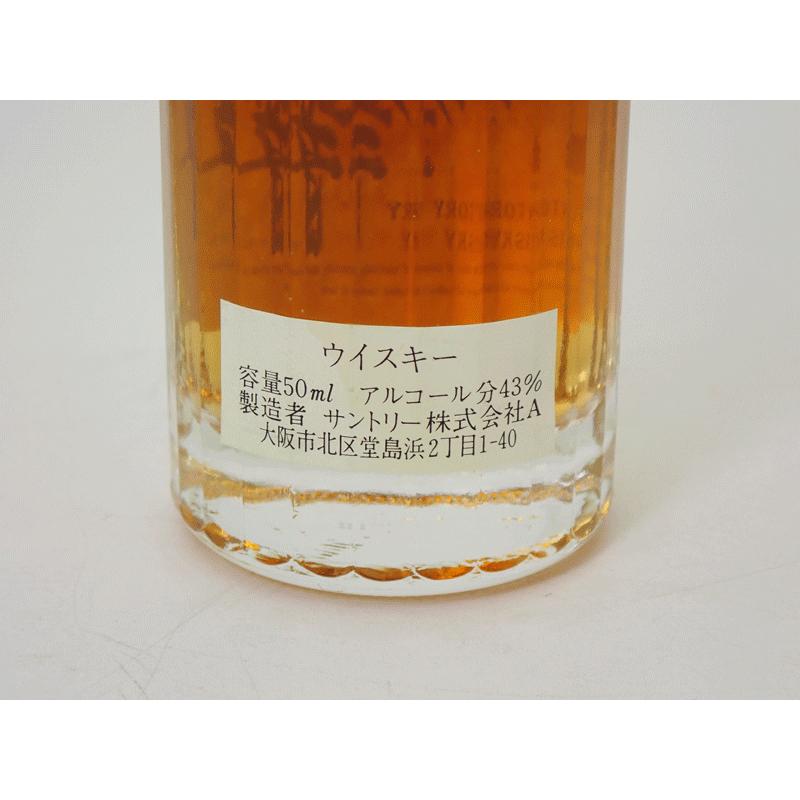 ウイスキー
容量50ml アルコール分43%
製造者 サントリー株式会社A
大阪市北区堂島浜2丁目1-40